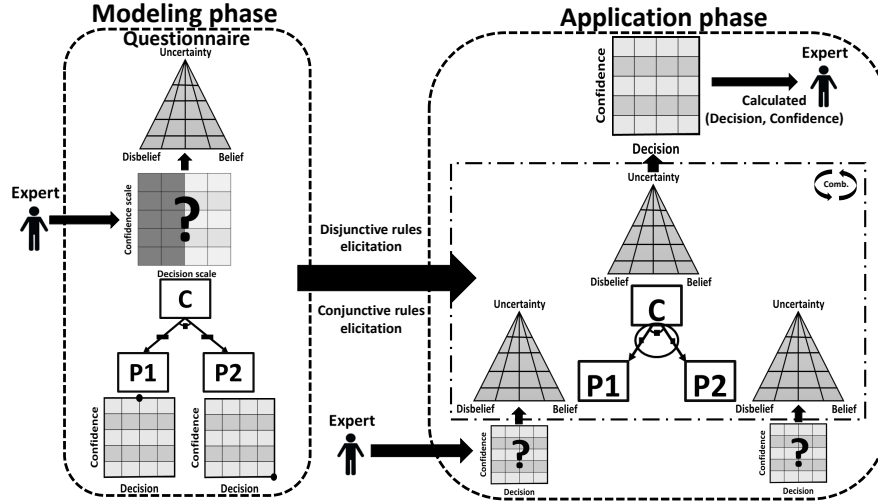 Modeling phase
Questionnaire
Uncertainty
Disbelief
Belief
Expert
Confidence scale
?
Decision scale
C
P1
P2
Confidence
Decision
Confidence
Decision
Disjunctive rules
elicitation
Conjunctive rules
elicitation
Application phase
Confidence
Decision
Expert
Calculated
(Decision, Confidence)
Comb.
Uncertainty
Disbelief
Belief
C
P1
P2
Uncertainty
Disbelief
Belief
Uncertainty
Disbelief
Belief
Expert
Confidence
?
Decision
Confidence
?
Decision